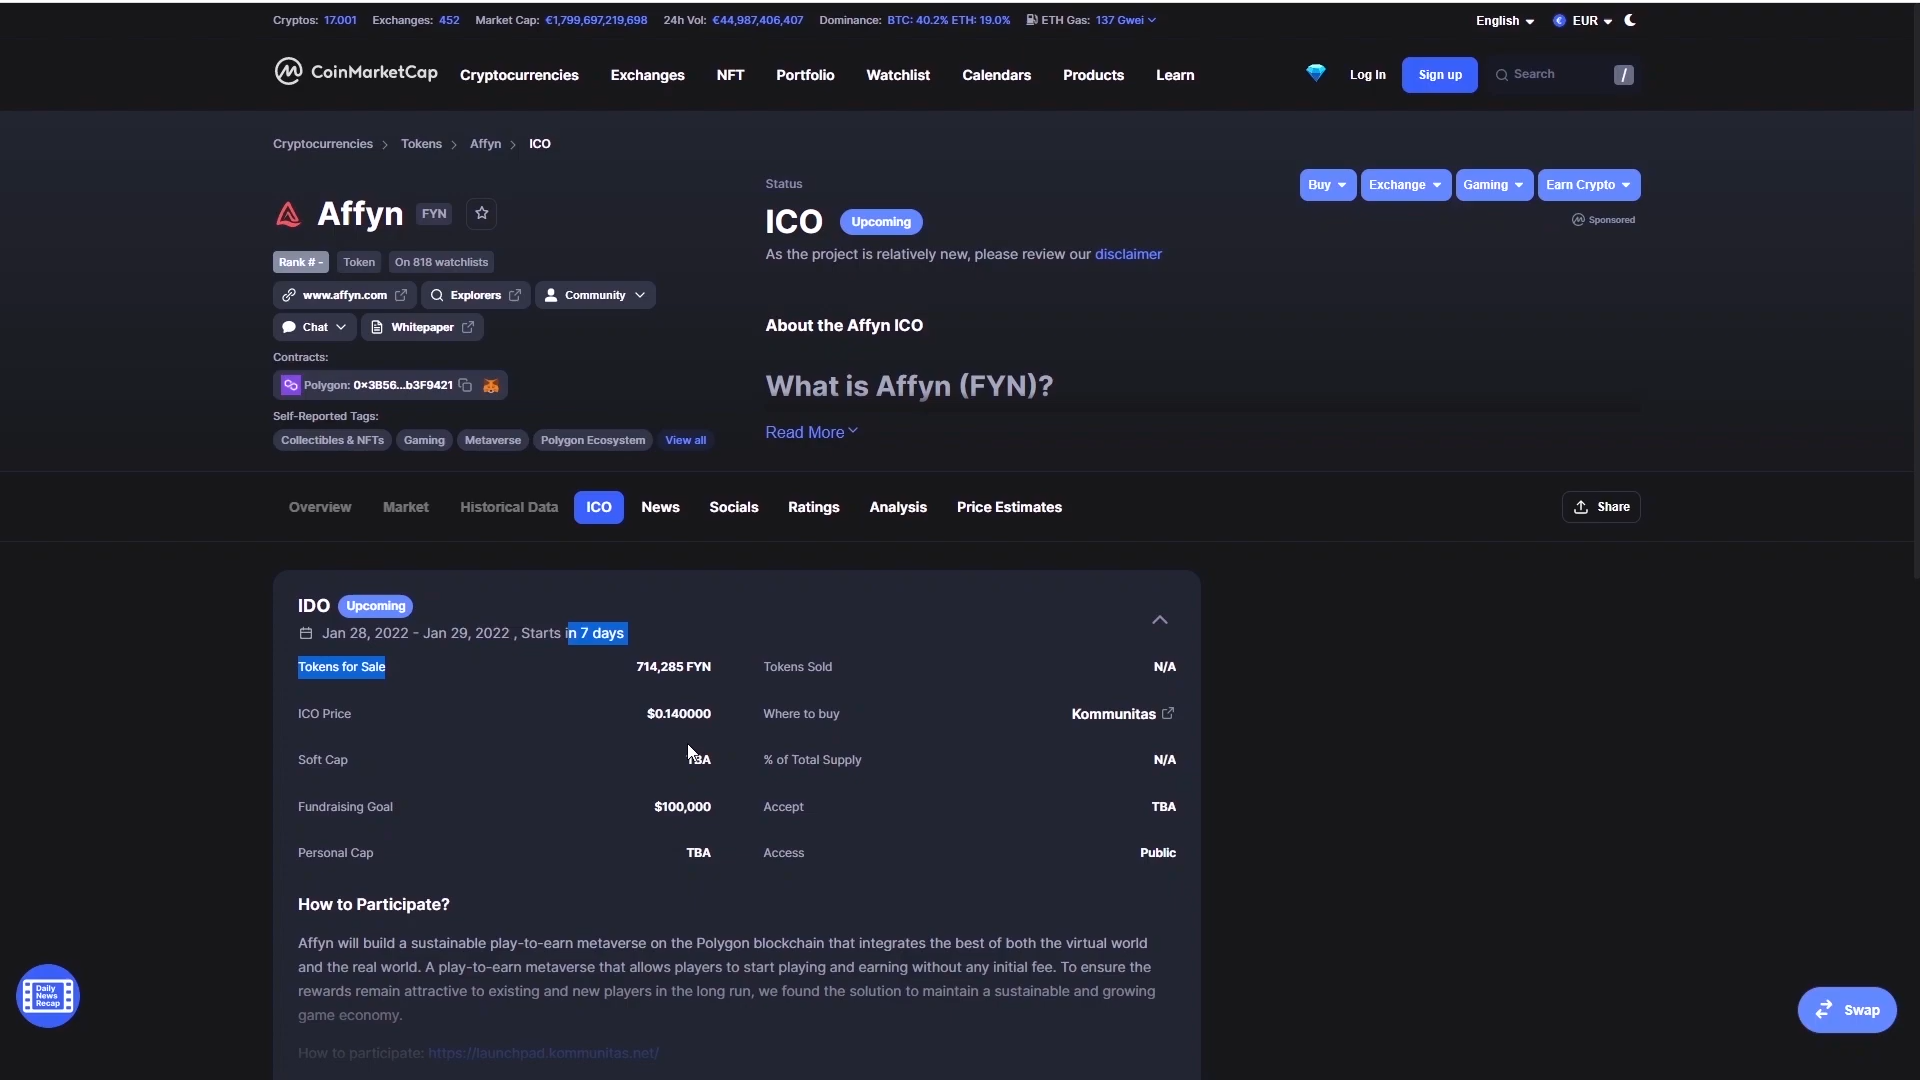 Cryptos: 17.001 Exchanges: 452 Market Cap: €1,799,697,219,698 24h Vol: €44,987,406,407 Dominance: BTC: 40.2% ETH: 19.0% ETH Gas: 137 Gwei English EUR
CoinMarketCap Cryptocurrencies Exchanges NFT Portfolio Watchlist Calendars Products Learn Log In Sign up Search /
Cryptocurrencies > Tokens > Affyn > ICO
Status
Buy Exchange Gaming Earn Crypto
Affyn FYN
ICO Upcoming
Sponsored
As the project is relatively new, please review our disclaimer
Rank # - Token On 818 watchlists
www.affyn.com Explorers Community
Chat Whitepaper
About the Affyn ICO
Contracts:
Polygon: 0x3B56...b3F9421
What is Affyn (FYN)?
Self-Reported Tags:
Collectibles & NFTs Gaming Metaverse Polygon Ecosystem View all
Read More
Overview Market Historical Data ICO News Socials Ratings Analysis Price Estimates Share
IDO Upcoming
Jan 28, 2022 - Jan 29, 2022 , Starts in 7 days
Tokens for Sale 714,285 FYN Tokens Sold N/A
ICO Price $0.140000 Where to buy Kommunitas
Soft Cap TBA % of Total Supply N/A
Fundraising Goal $100,000 Accept TBA
Personal Cap TBA Access Public
How to Participate?
Affyn will build a sustainable play-to-earn metaverse on the Polygon blockchain that integrates the best of both the virtual world
and the real world. A play-to-earn metaverse that allows players to start playing and earning without any initial fee. To ensure the
rewards remain attractive to existing and new players in the long run, we found the solution to maintain a sustainable and growing
game economy.
How to participate: https://launchpad.kommunitas.net/
Daily
News
Recap
Swap